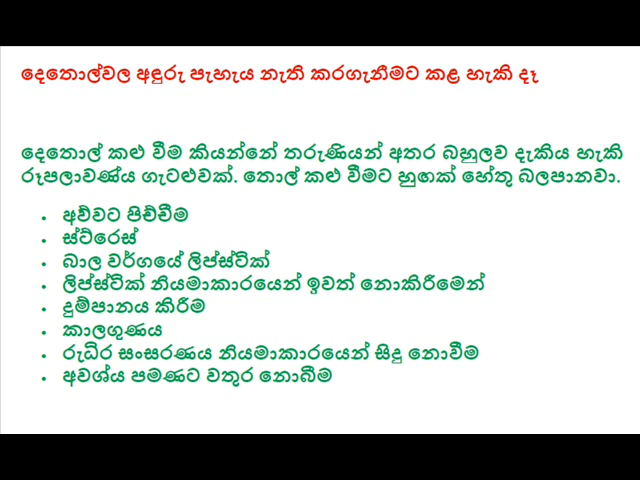 දෙතොල්වල අඳුරු පැහැය නැති කරගැනීමට කළ හැකි දෑ
දෙතොල් කළු වීම කියන්නේ තරුණියන් අතර බහුලව දැකිය හැකි
රූපලාවණ්ය ගැටළුවක්. තොල් කළු වීමට හුඟක් හේතු බලපානවා.
• අව්වට පිච්චීම
• ස්ට්රෙස්
• බාල වර්ගයේ ලිප්ස්ටික්
• ලිප්ස්ටික් නියමාකාරයෙන් ඉවත් නොකිරීමෙන්
• දුම්පානය කිරීම
• කාලගුණය
• රුධිර සංසරණය නියමාකාරයෙන් සිදු නොවීම
• අවශ්ය පමණට වතුර නොබීම